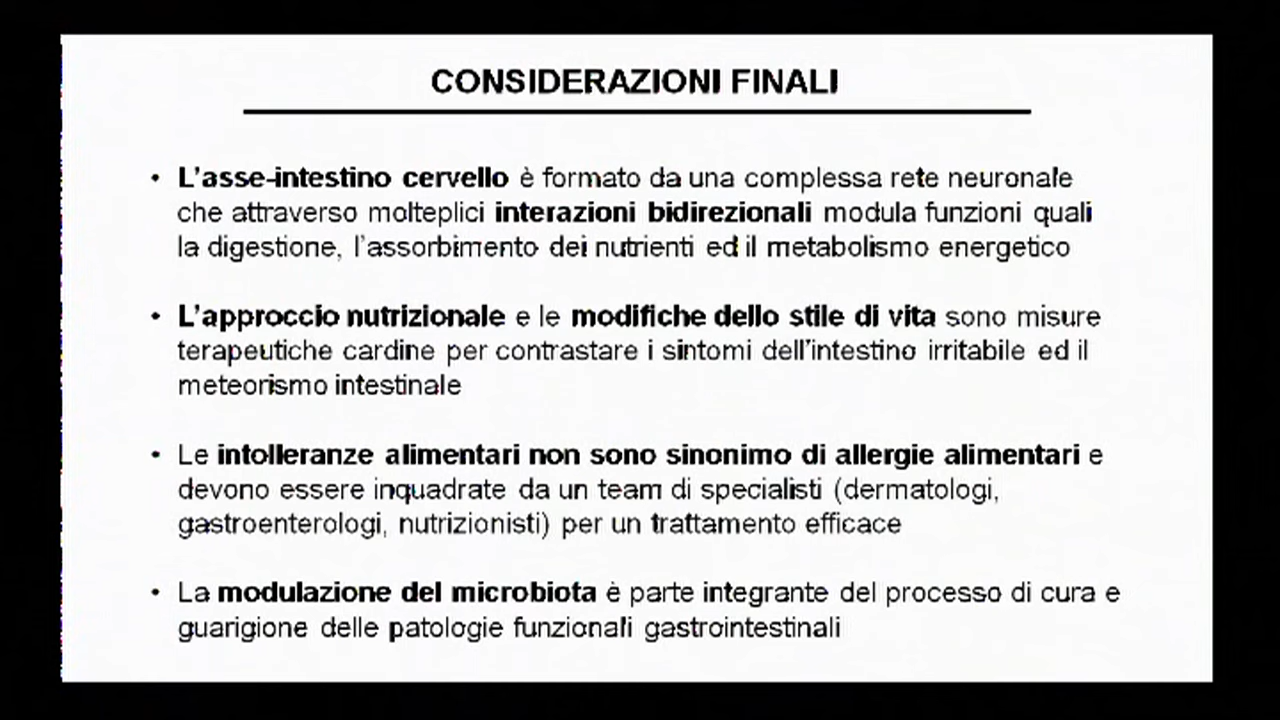 CONSIDERAZIONI FINALI
• L'asse-intestino cervello è formato da una complessa rete neuronale
che attraverso molteplici interazioni bidirezionali modula funzioni quali
la digestione, l'assorbimento dei nutrienti ed il metabolismo energetico
• L'approccio nutrizionale e le modifiche dello stile di vita sono misure
terapeutiche cardine per contrastare i sintomi dell'intestino irritabile ed il
meteorismo intestinale
• Le intolleranze alimentari non sono sinonimo di allergie alimentari e
devono essere inquadrate da un team di specialisti (dermatologi,
gastroenterologi, nutrizionisti) per un trattamento efficace
• La modulazione del microbiota è parte integrante del processo di cura e
guarigione delle patologie funzionali gastrointestinali